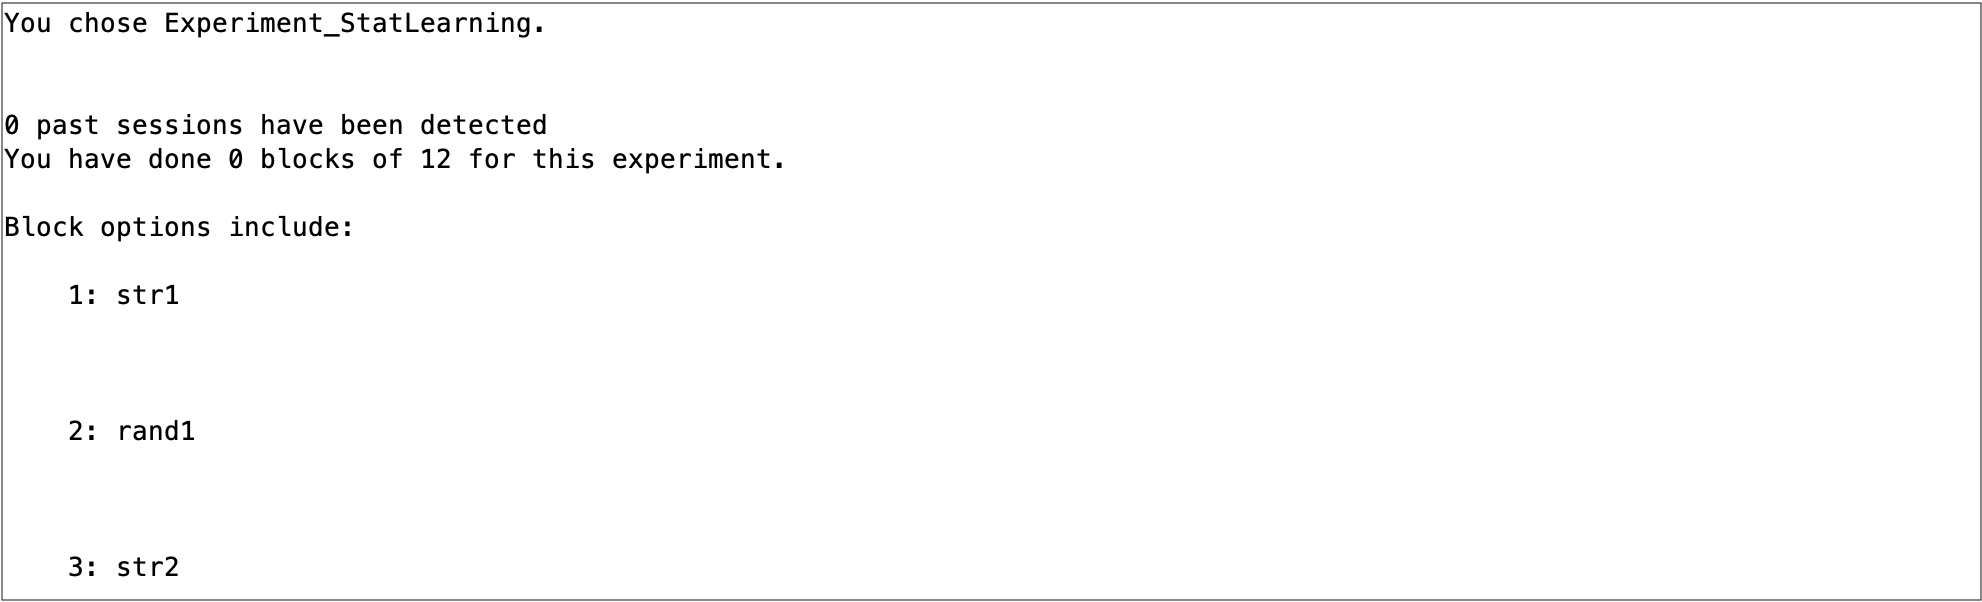 You chose Experiment_StatLearning.
0 past sessions have been detected
You have done 0 blocks of 12 for this experiment.
Block options include:
1: str1
2: rand1
3: str2